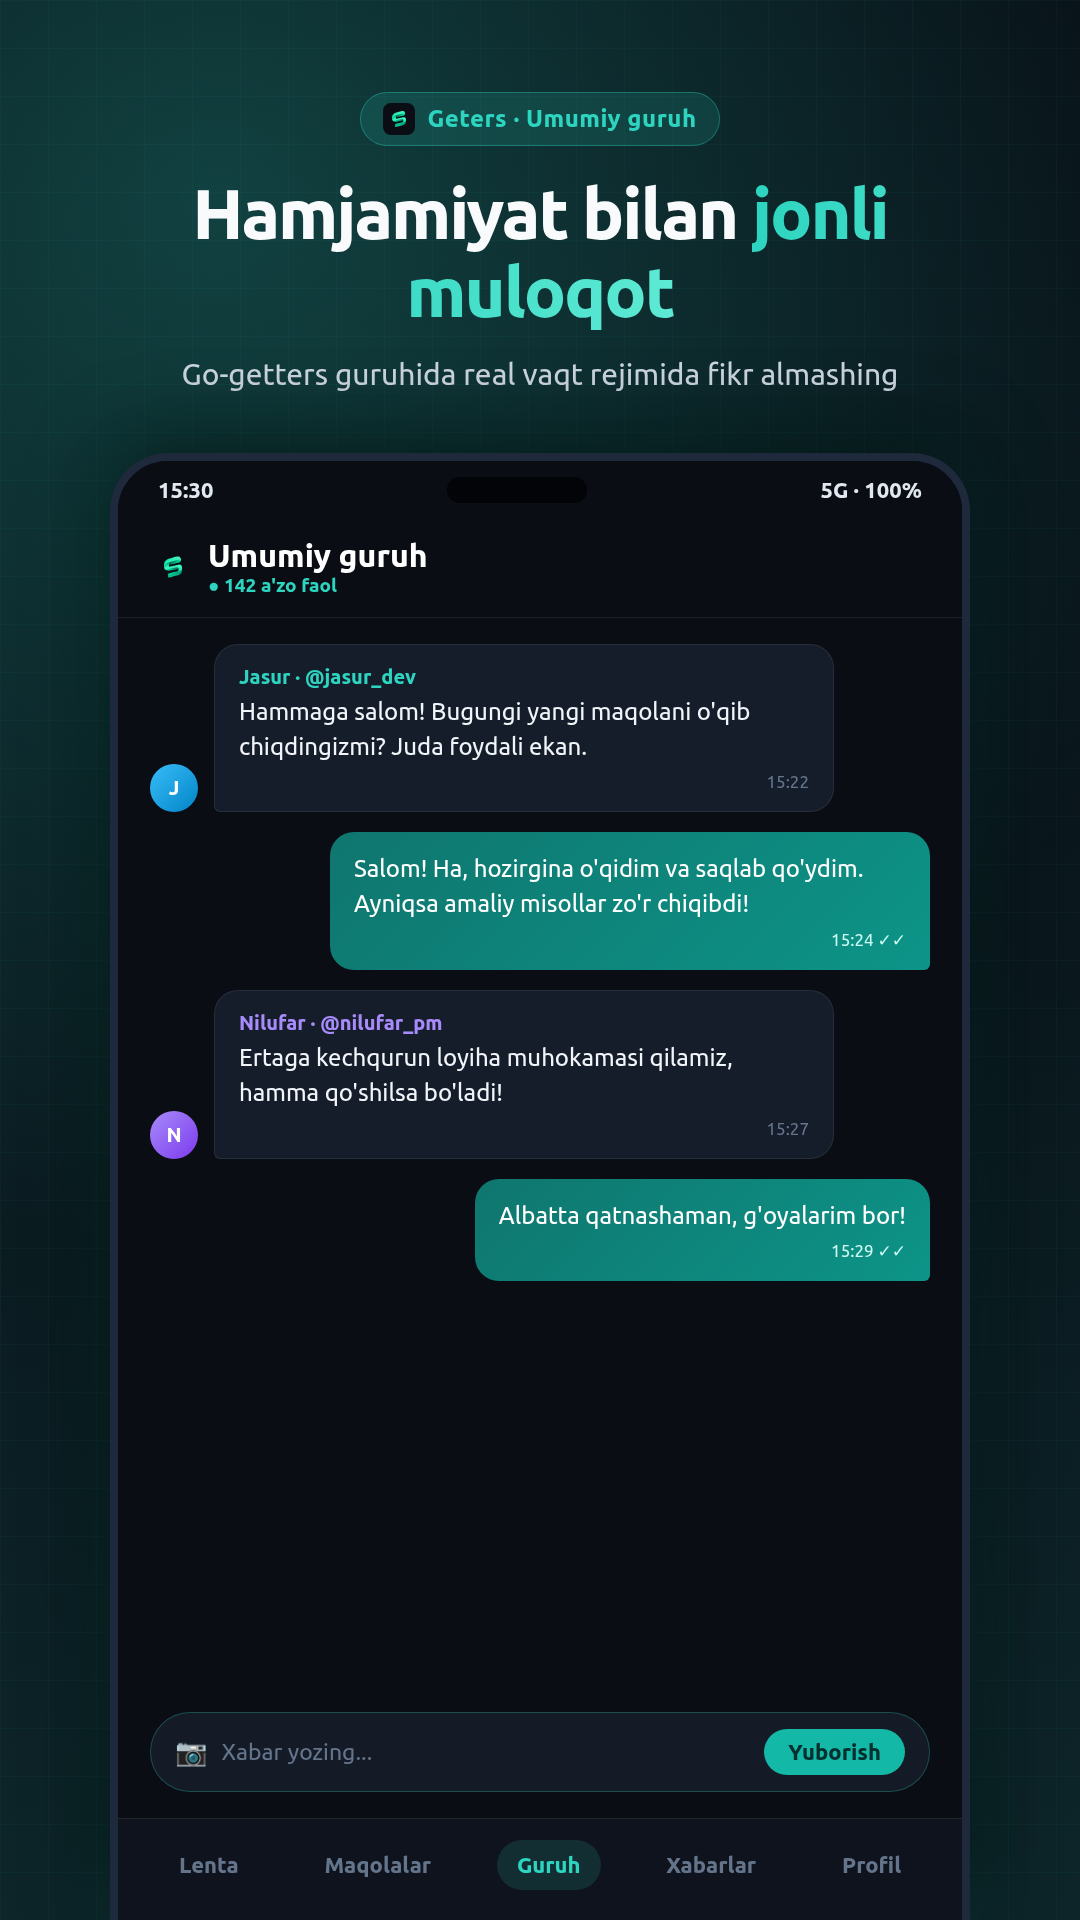 Geters · Umumiy guruh
Hamjamiyat bilan jonli
muloqot
Go-getters guruhida real vaqt rejimida fikr almashing
15:30
5G · 100%
Umumiy guruh
● 142 a'zo faol
Jasur · @jasur_dev
Hammaga salom! Bugungi yangi maqolani o'qib
chiqdingizmi? Juda foydali ekan.
15:22
J
Salom! Ha, hozirgina o'qidim va saqlab qo'ydim.
Ayniqsa amaliy misollar zo'r chiqibdi!
15:24 ✓✓
Nilufar · @nilufar_pm
Ertaga kechqurun loyiha muhokamasi qilamiz,
hamma qo'shilsa bo'ladi!
15:27
N
Albatta qatnashaman, g'oyalarim bor!
15:29 ✓✓
Xabar yozing...
Yuborish
Lenta
Maqolalar
Guruh
Xabarlar
Profil